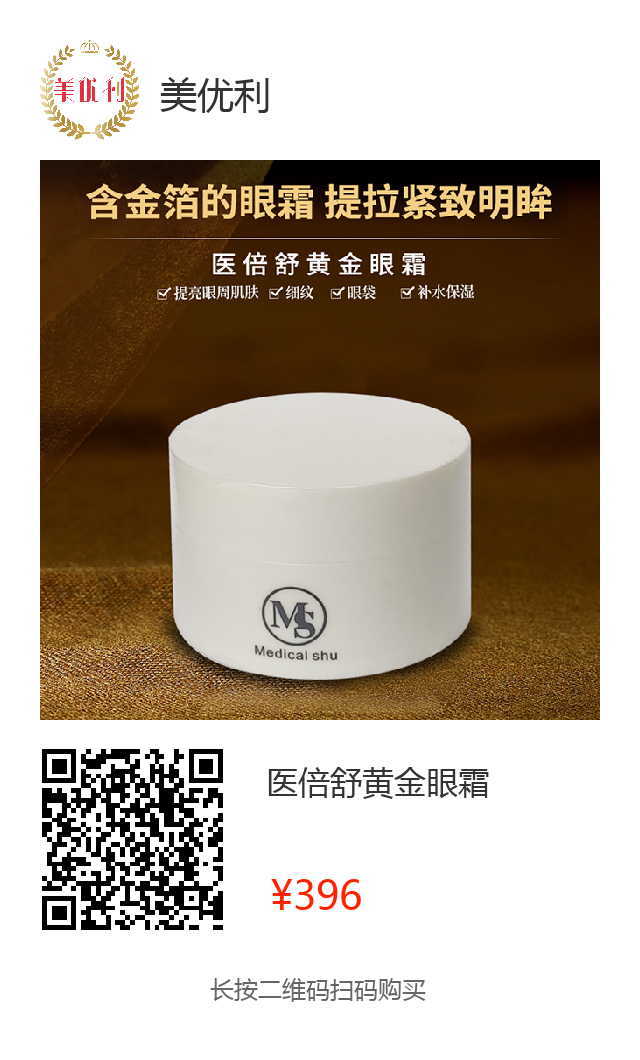 美优利
美优利
含金箔的眼霜 提拉紧致明眸
医倍舒黄金眼霜
提亮眼周肌肤 细纹 眼袋 补水保湿
MS
Medical shu
医倍舒黄金眼霜
¥396
长按二维码扫码购买